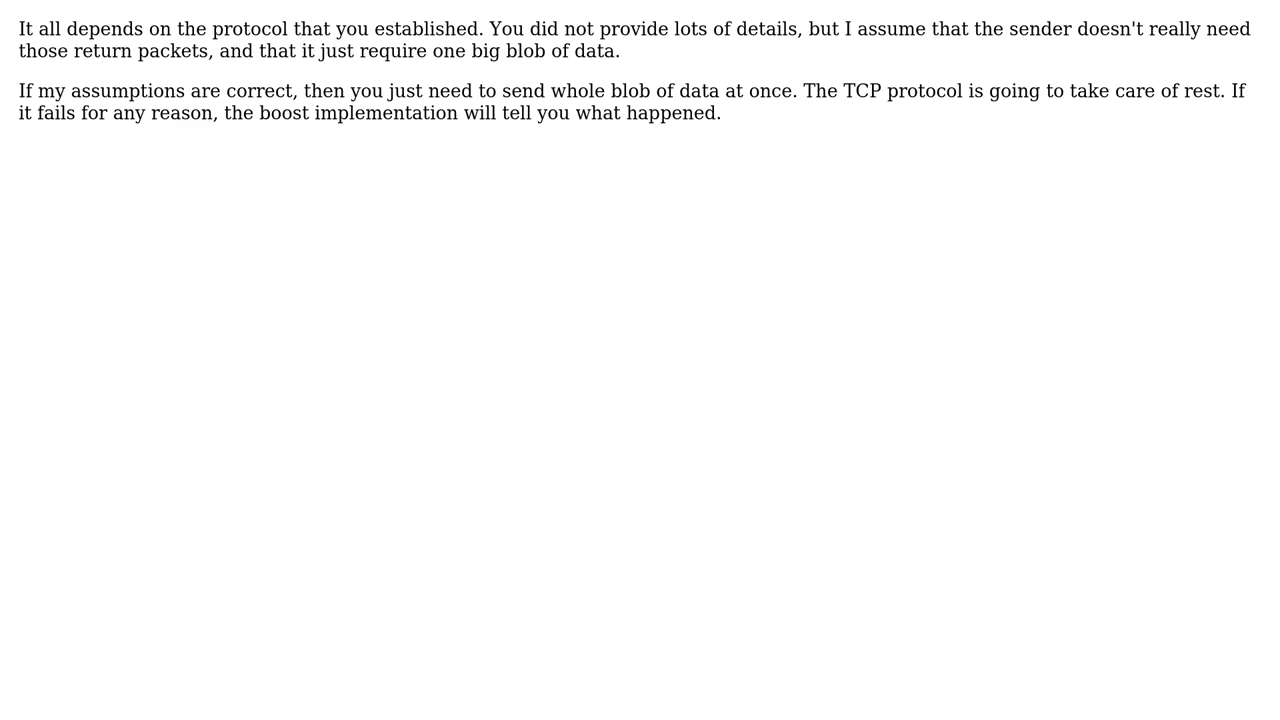 It all depends on the protocol that you established. You did not provide lots of details, but I assume that the sender doesn't really need
those return packets, and that it just require one big blob of data.
If my assumptions are correct, then you just need to send whole blob of data at once. The TCP protocol is going to take care of rest. If
it fails for any reason, the boost implementation will tell you what happened.